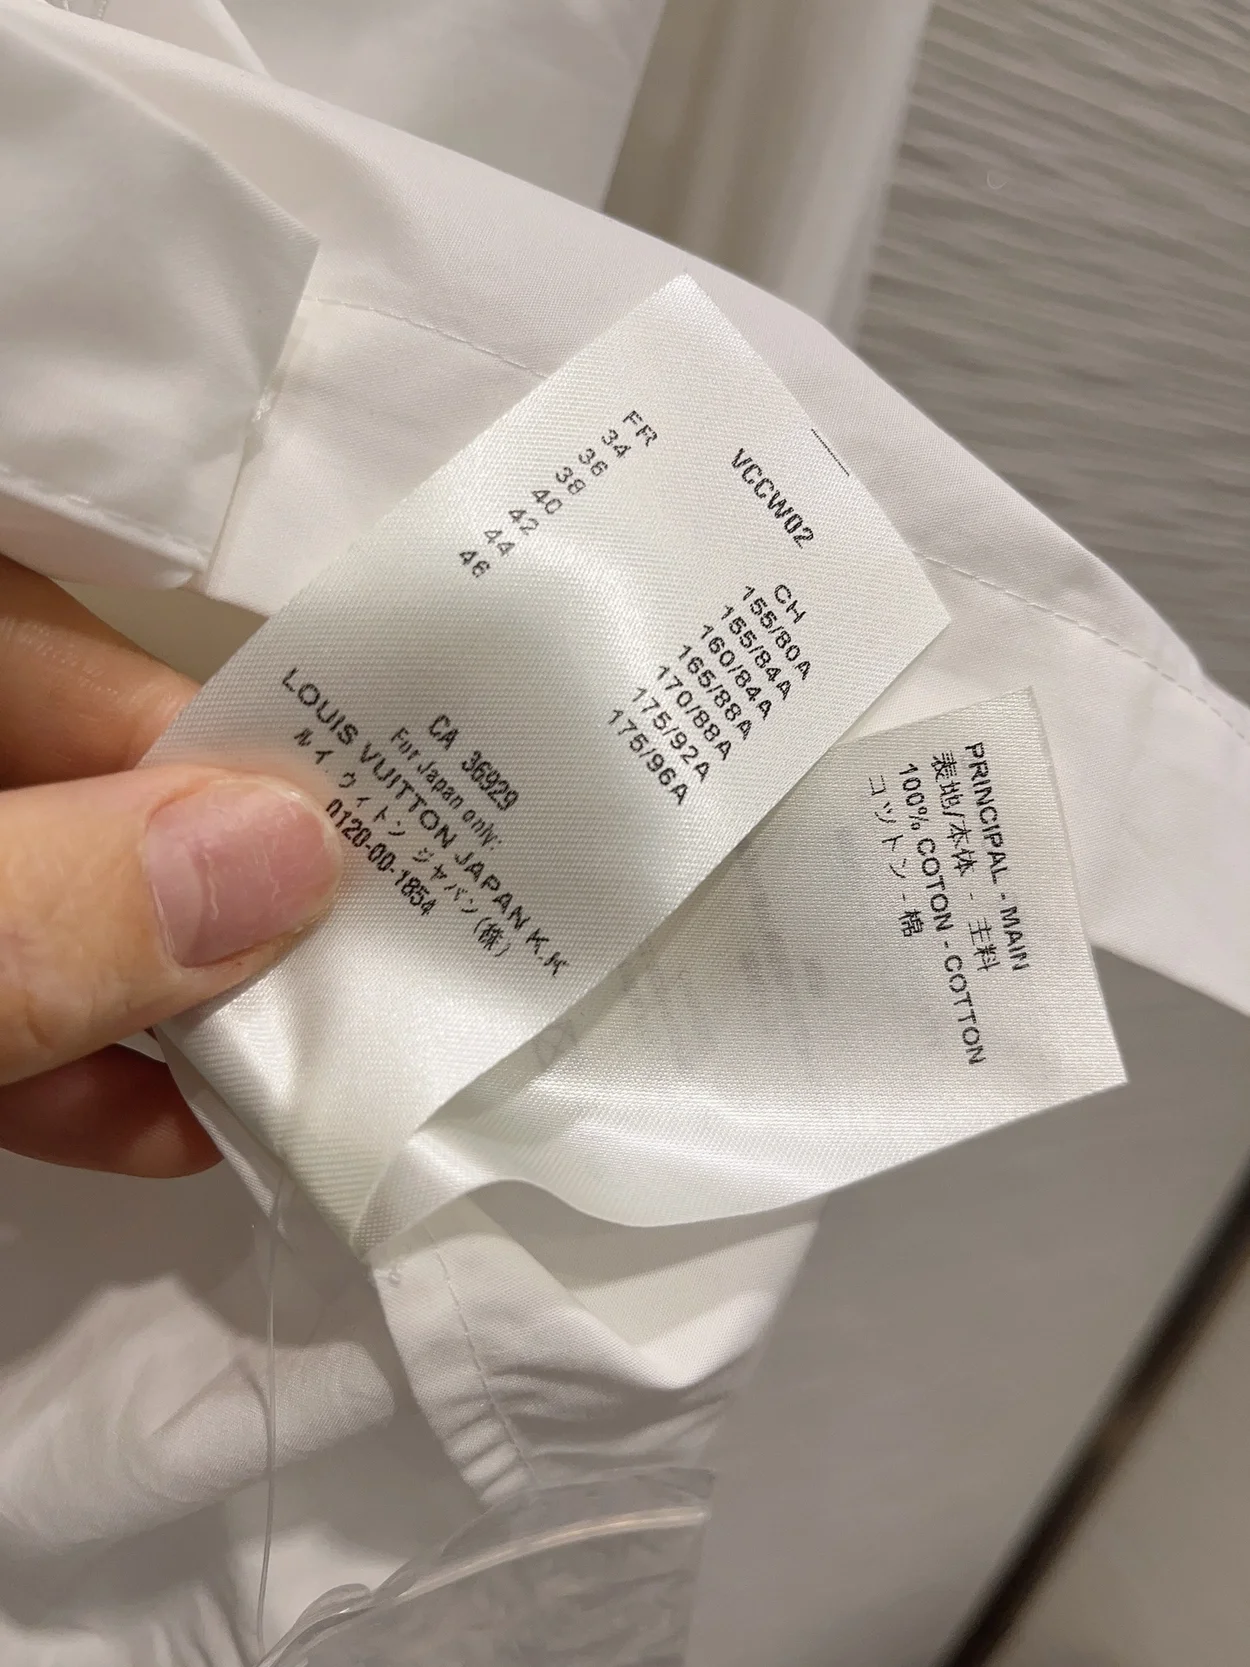 VCCW02
FR
34
36
38
40
42
44
46
CH
155/80A
155/84A
160/84A
165/88A
170/88A
175/92A
175/96A
CA 36929
For Japan only:
LOUIS VUITTON JAPAN K.K
ルイ ヴィトン ジャパン(株)
0120-00-1854
PRINCIPAL - MAIN
表地/本体 - 主料
100% COTON - COTTON
コットン - 棉